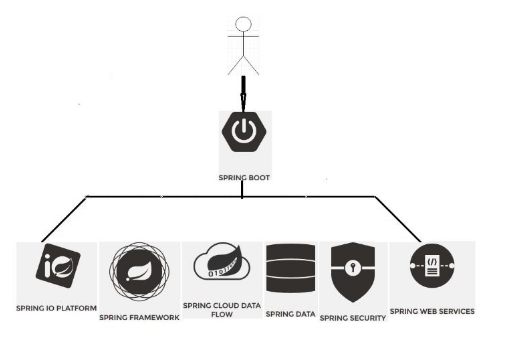 SPRING BOOT
SPRING IO PLATFORM
SPRING FRAMEWORK
SPRING CLOUD DATA
FLOW
SPRING DATA
SPRING SECURITY
SPRING WEB SERVICES